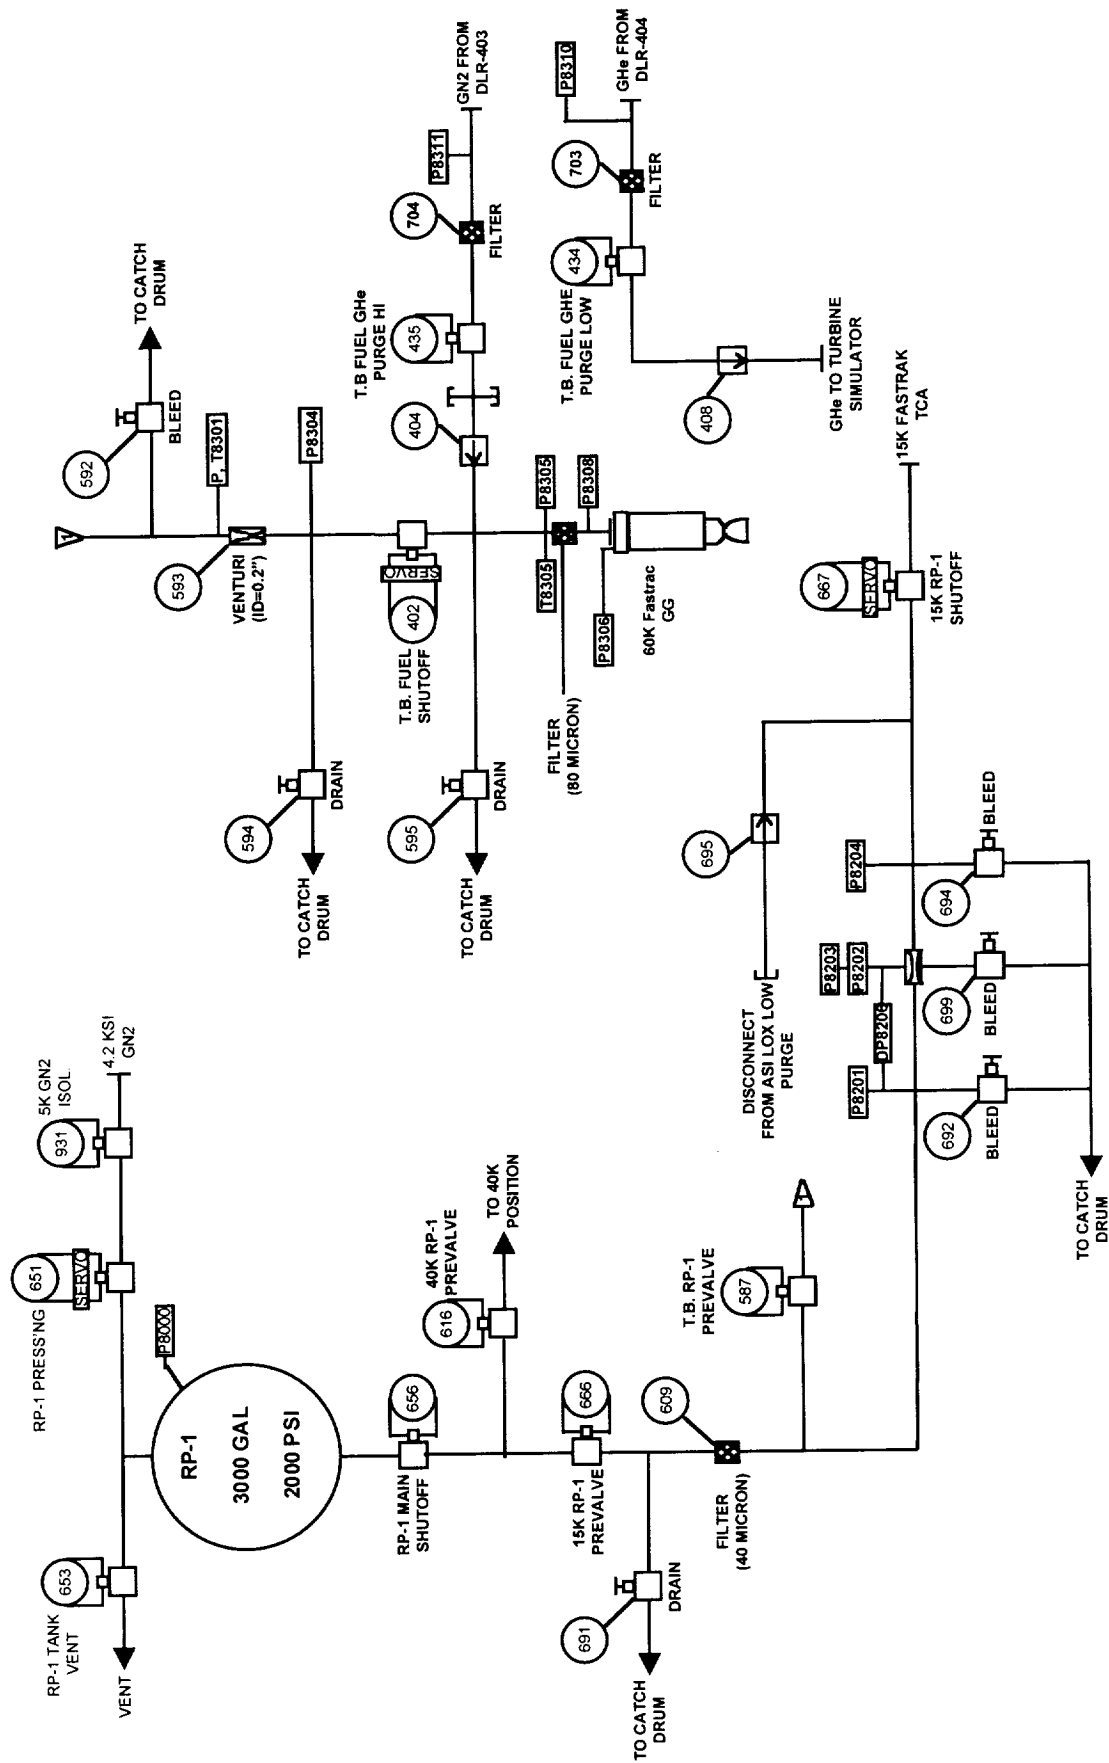 RP-1 TANK
VENT
653
VENT
RP-1 PRESS'NG
651
SERVO
5K GN2
ISOL.
931
4.2 KSI
GN2
P8000
RP-1
3000 GAL
2000 PSI
RP-1 MAIN
SHUTOFF
656
40K RP-1
PREVALVE
616
TO 40K
POSITION
15K RP-1
PREVALVE
666
691
DRAIN
TO CATCH
DRUM
609
FILTER
(40 MICRON)
T.B. RP-1
PREVALVE
587
1
DISCONNECT
FROM ASI LOX LOW
PURGE
695
P8201
DP8206
P8203
P8202
P8204
692
BLEED
699
BLEED
694
BLEED
TO CATCH
DRUM
667
SERVO
15K RP-1
SHUTOFF
15K FASTRAK
TCA
1
592
BLEED
TO CATCH
DRUM
P, T8301
593
VENTURI
(ID=0.2")
P8304
594
DRAIN
TO CATCH
DRUM
T.B. FUEL
SHUTOFF
402
SERVO
595
DRAIN
TO CATCH
DRUM
404
T.B FUEL GHe
PURGE HI
435
704
FILTER
P8311
GN2 FROM
DLR-403
T8305
P8305
FILTER
(80 MICRON)
P8308
P8306
60K Fastrac
GG
T.B. FUEL GHE
PURGE LOW
434
703
FILTER
P8310
GHe FROM
DLR-404
408
GHe TO TURBINE
SIMULATOR